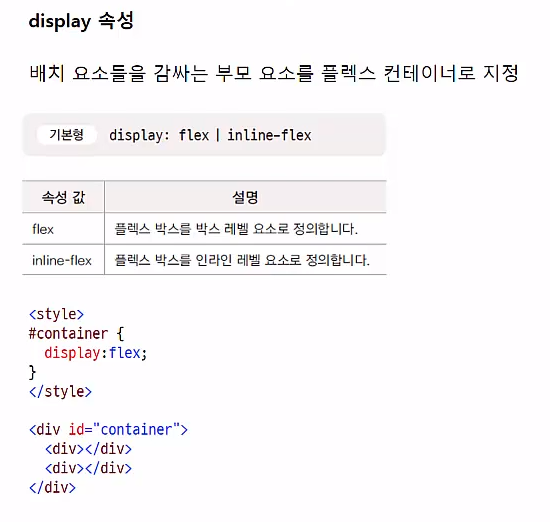 display 속성
배치 요소들을 감싸는 부모 요소를 플렉스 컨테이너로 지정
기본형 display: flex | inline-flex
속성 값 설명
flex 플렉스 박스를 박스 레벨 요소로 정의합니다.
inline-flex 플렉스 박스를 인라인 레벨 요소로 정의합니다.
<style>
#container {
display:flex;
}
</style>
<div id="container">
<div></div>
<div></div>
</div>